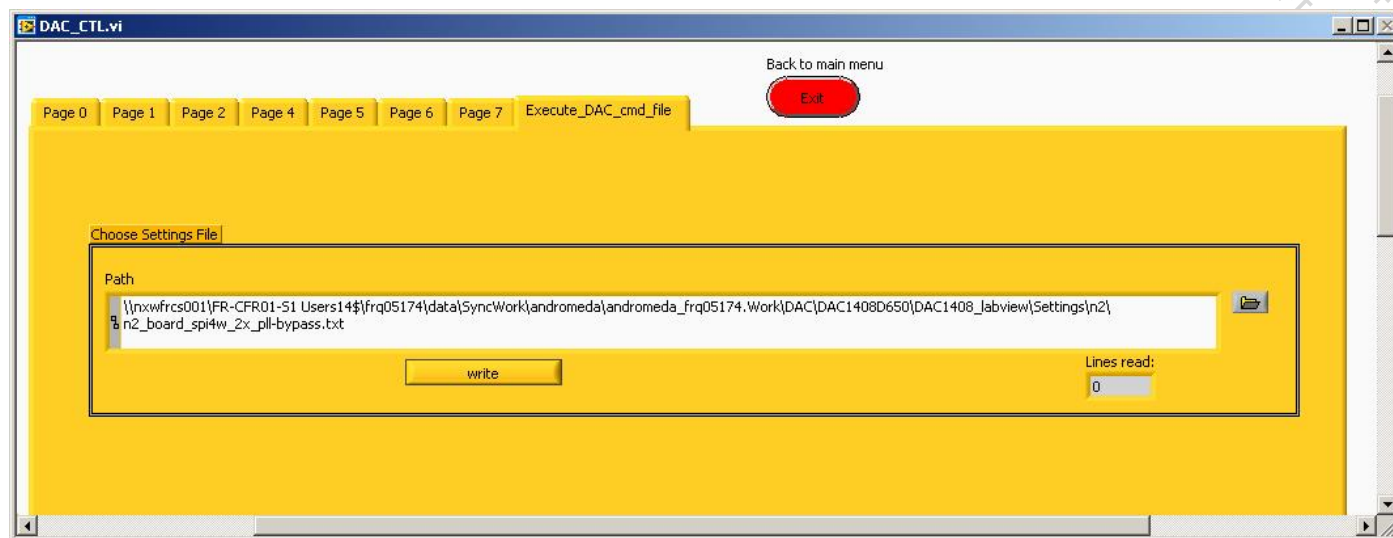 DAC_CTL.vi
Back to main menu
Exit
Page 0 Page 1 Page 2 Page 4 Page 5 Page 6 Page 7 Execute_DAC_cmd_file
Choose Settings File
Path
\\nxwfrcs001\FR-CFR01-S1 Users14$\frq05174\data\SyncWork\andromeda\andromeda_frq05174.Work\DAC\DAC1408D650\DAC1408_labview\Settings\n2\
n2_board_spi4w_2x_pll-bypass.txt
write
Lines read:
0